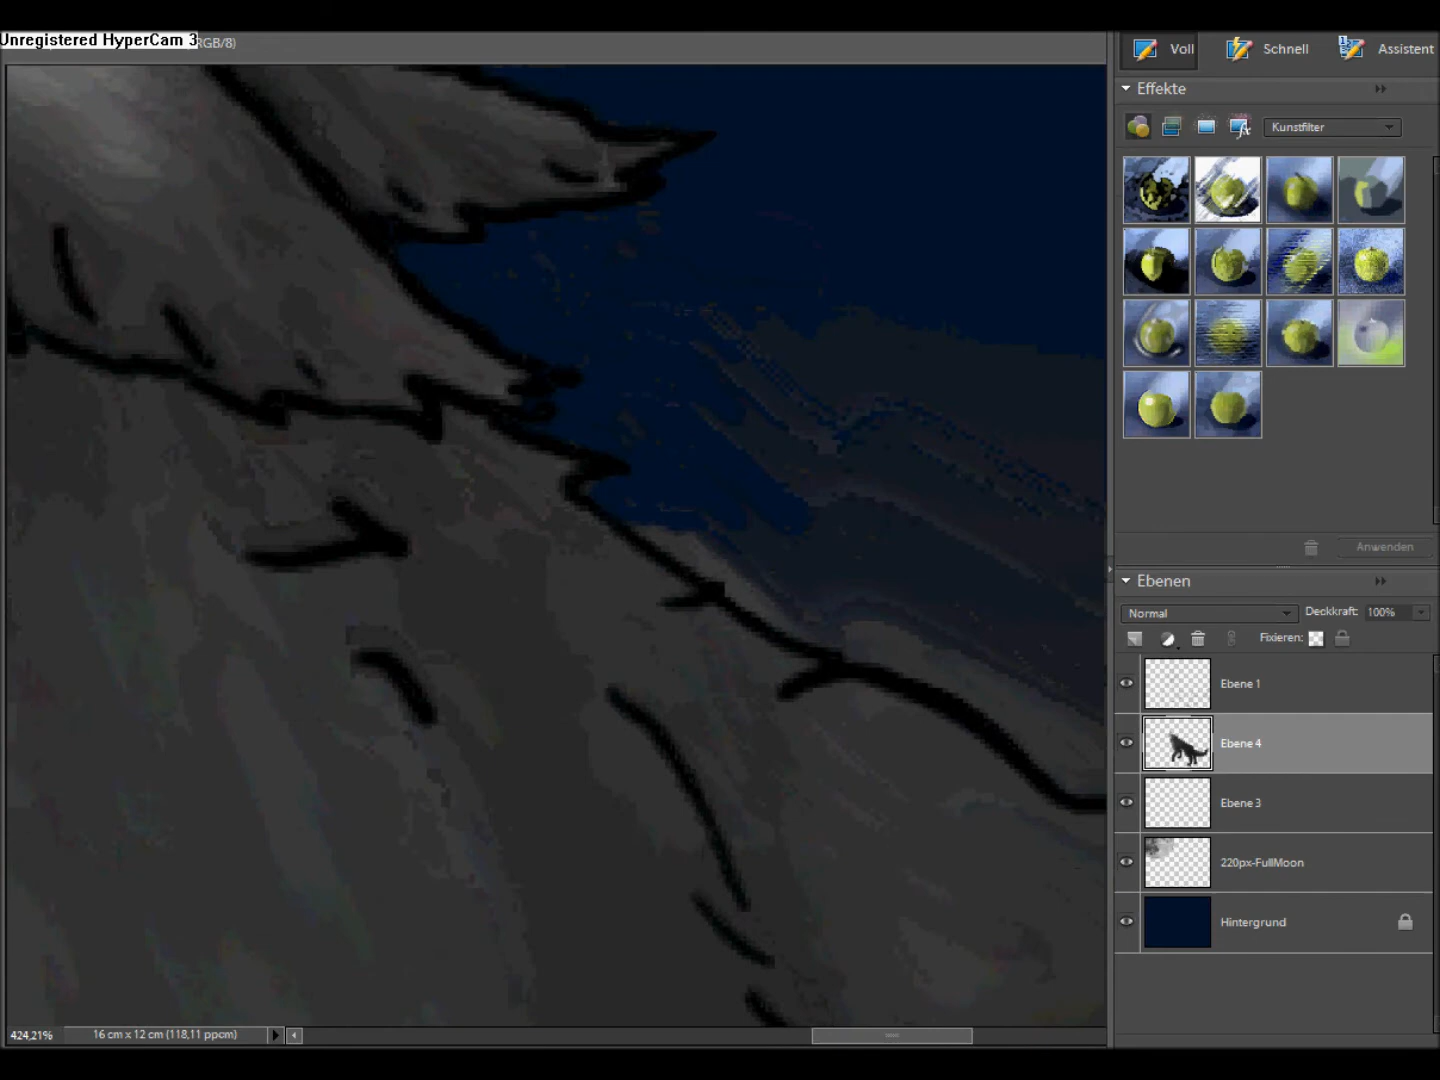 Unregistered HyperCam 3
RGB/8)
Voll
Schnell
Assistent
Effekte
Kunstfilter
Anwenden
Ebenen
Normal
Deckkraft: 100%
Fixieren:
Ebene 1
Ebene 4
Ebene 3
220px-FullMoon
Hintergrund
424,21%
16 cm x 12 cm (118,11 ppcm)